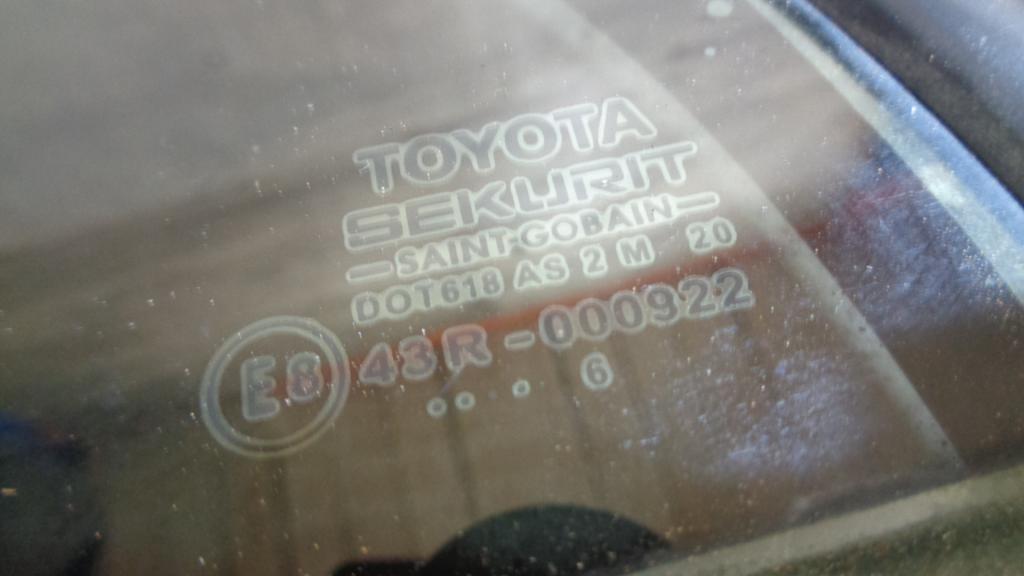 TOYOTA
SEKURIT
—SAINT-GOBAIN—
DOT618 AS 2 M 20
E8 43R-000922
.. . 6